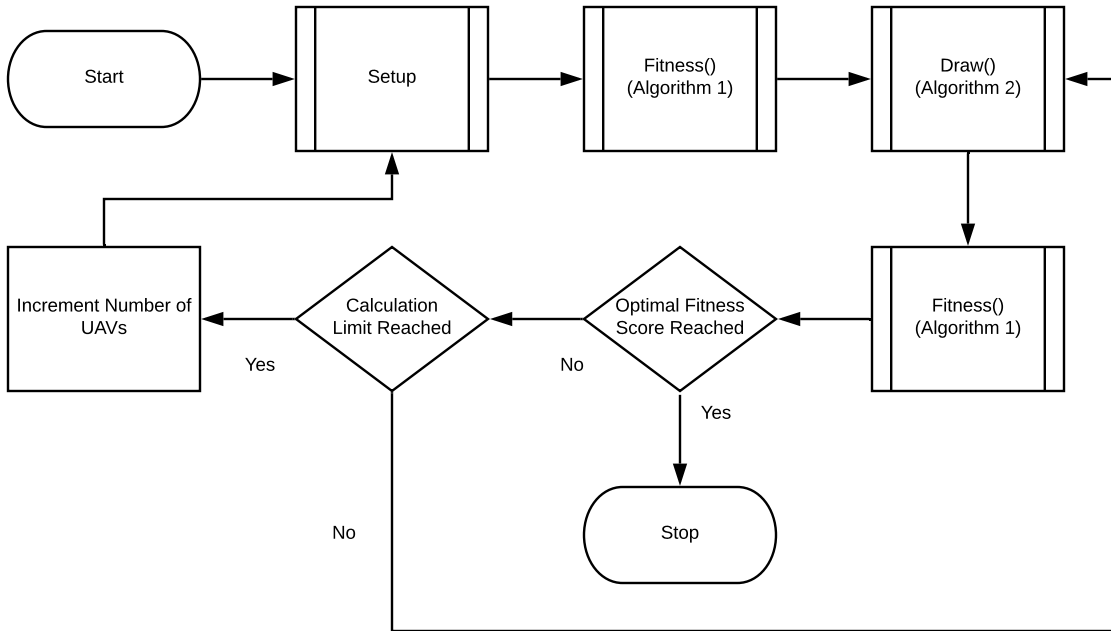 Start
Setup
Fitness()
(Algorithm 1)
Draw()
(Algorithm 2)
Increment Number of
UAVs
Calculation
Limit Reached
Optimal Fitness
Score Reached
Fitness()
(Algorithm 1)
Yes
No
Yes
No
Stop